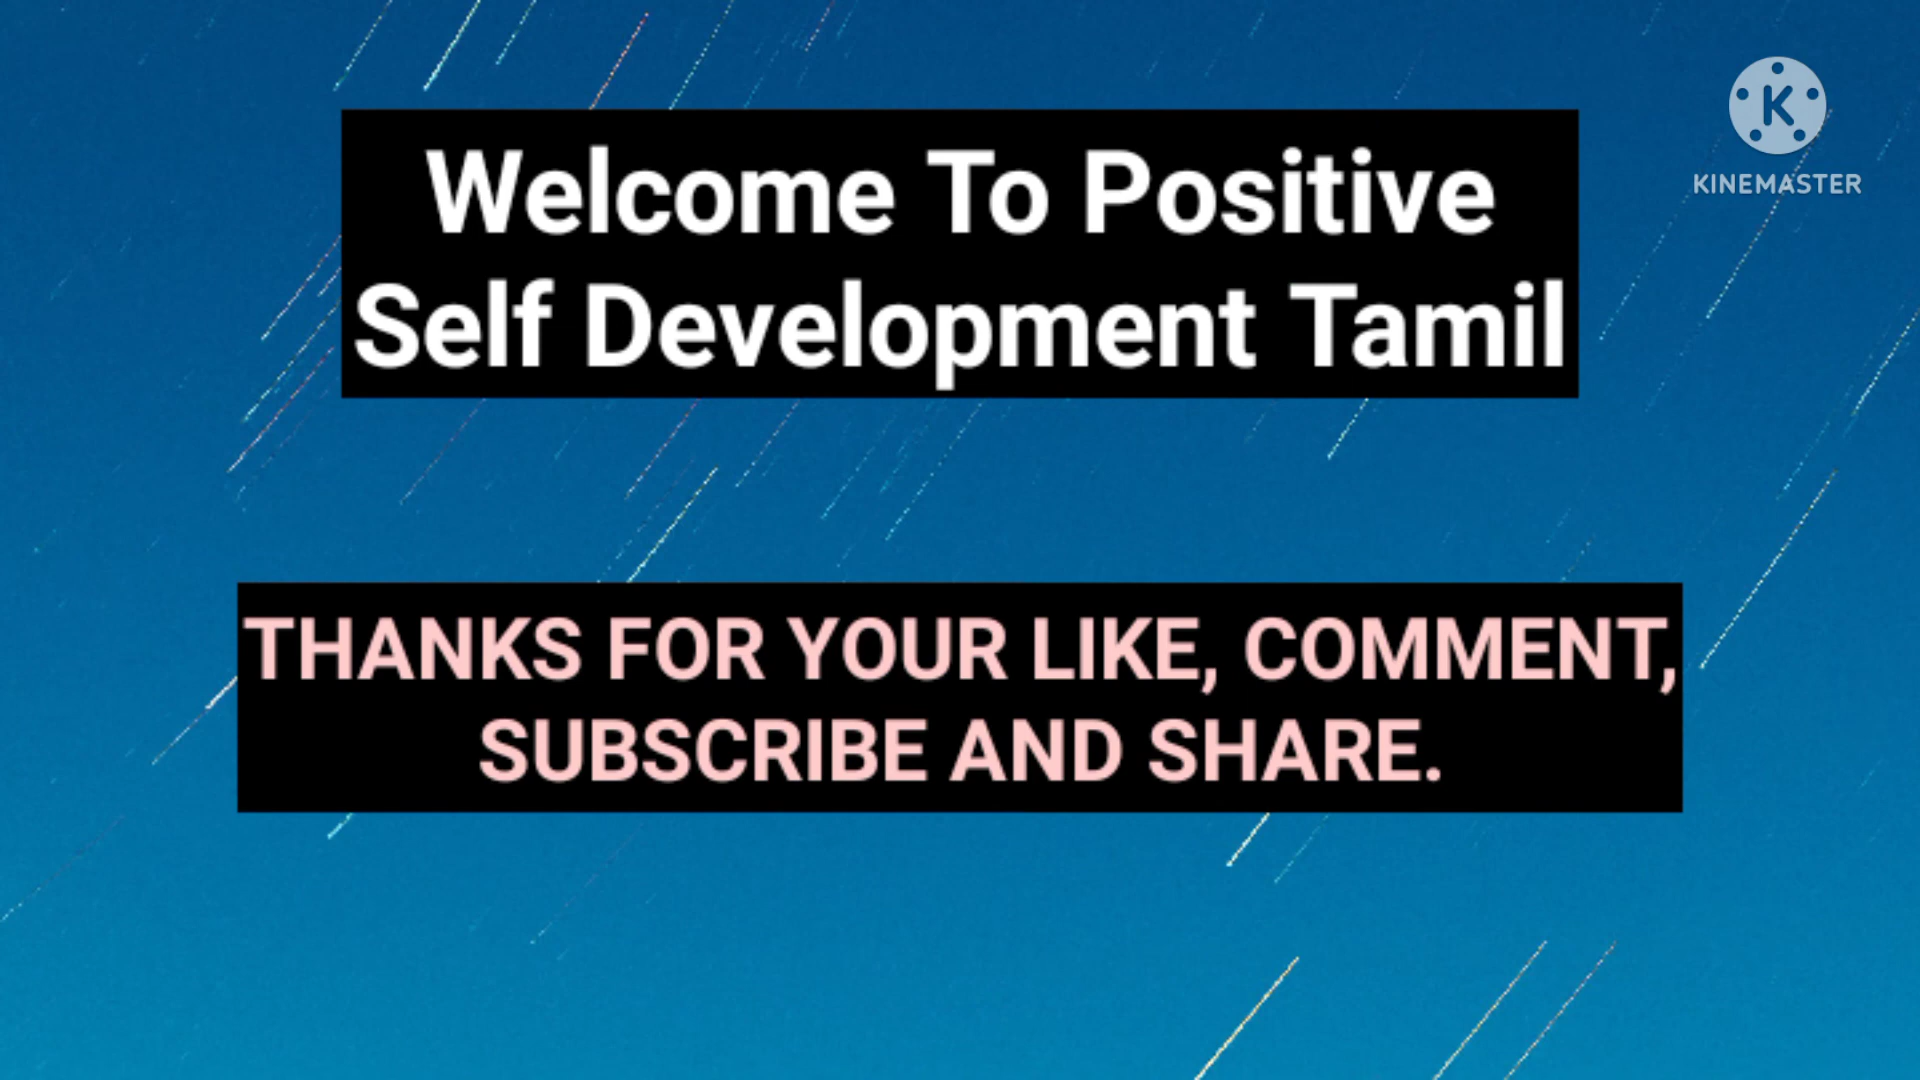 Welcome To Positive
Self Development Tamil
K
KINEMASTER
THANKS FOR YOUR LIKE, COMMENT,
SUBSCRIBE AND SHARE.